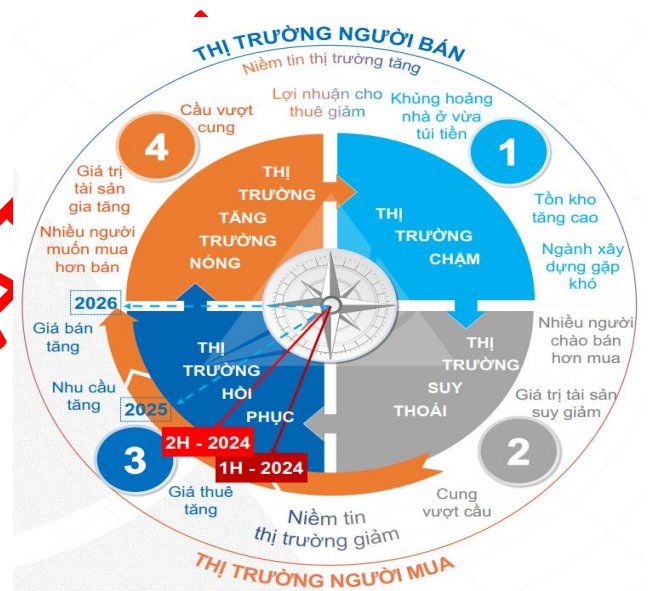 THỊ TRƯỜNG NGƯỜI BÁN
Niềm tin thị trường tăng
Lợi nhuận cho
thuê giảm
4
Cầu vượt
cung
Giá trị
tài sản
gia tăng
Nhiều người
muốn mua
hơn bán
THỊ
TRƯỜNG
TĂNG
TRƯỞNG
NÓNG
Khủng hoảng
nhà ở vừa
túi tiền
1
Tồn kho
tăng cao
Ngành xây
dựng gặp
khó
THỊ
TRƯỜNG
CHẬM
Nhiều người
chào bán
hơn mua
Giá trị tài sản
suy giảm
2
Cung
vượt cầu
THỊ
TRƯỜNG
SUY
THOÁI
2026
Giá bán
tăng
Nhu cầu
tăng
2025
3
Giá thuê
tăng
THỊ
TRƯỜNG
HỒI
PHỤC
2H - 2024
1H - 2024
Niềm tin
thị trường giảm
THỊ TRƯỜNG NGƯỜI MUA